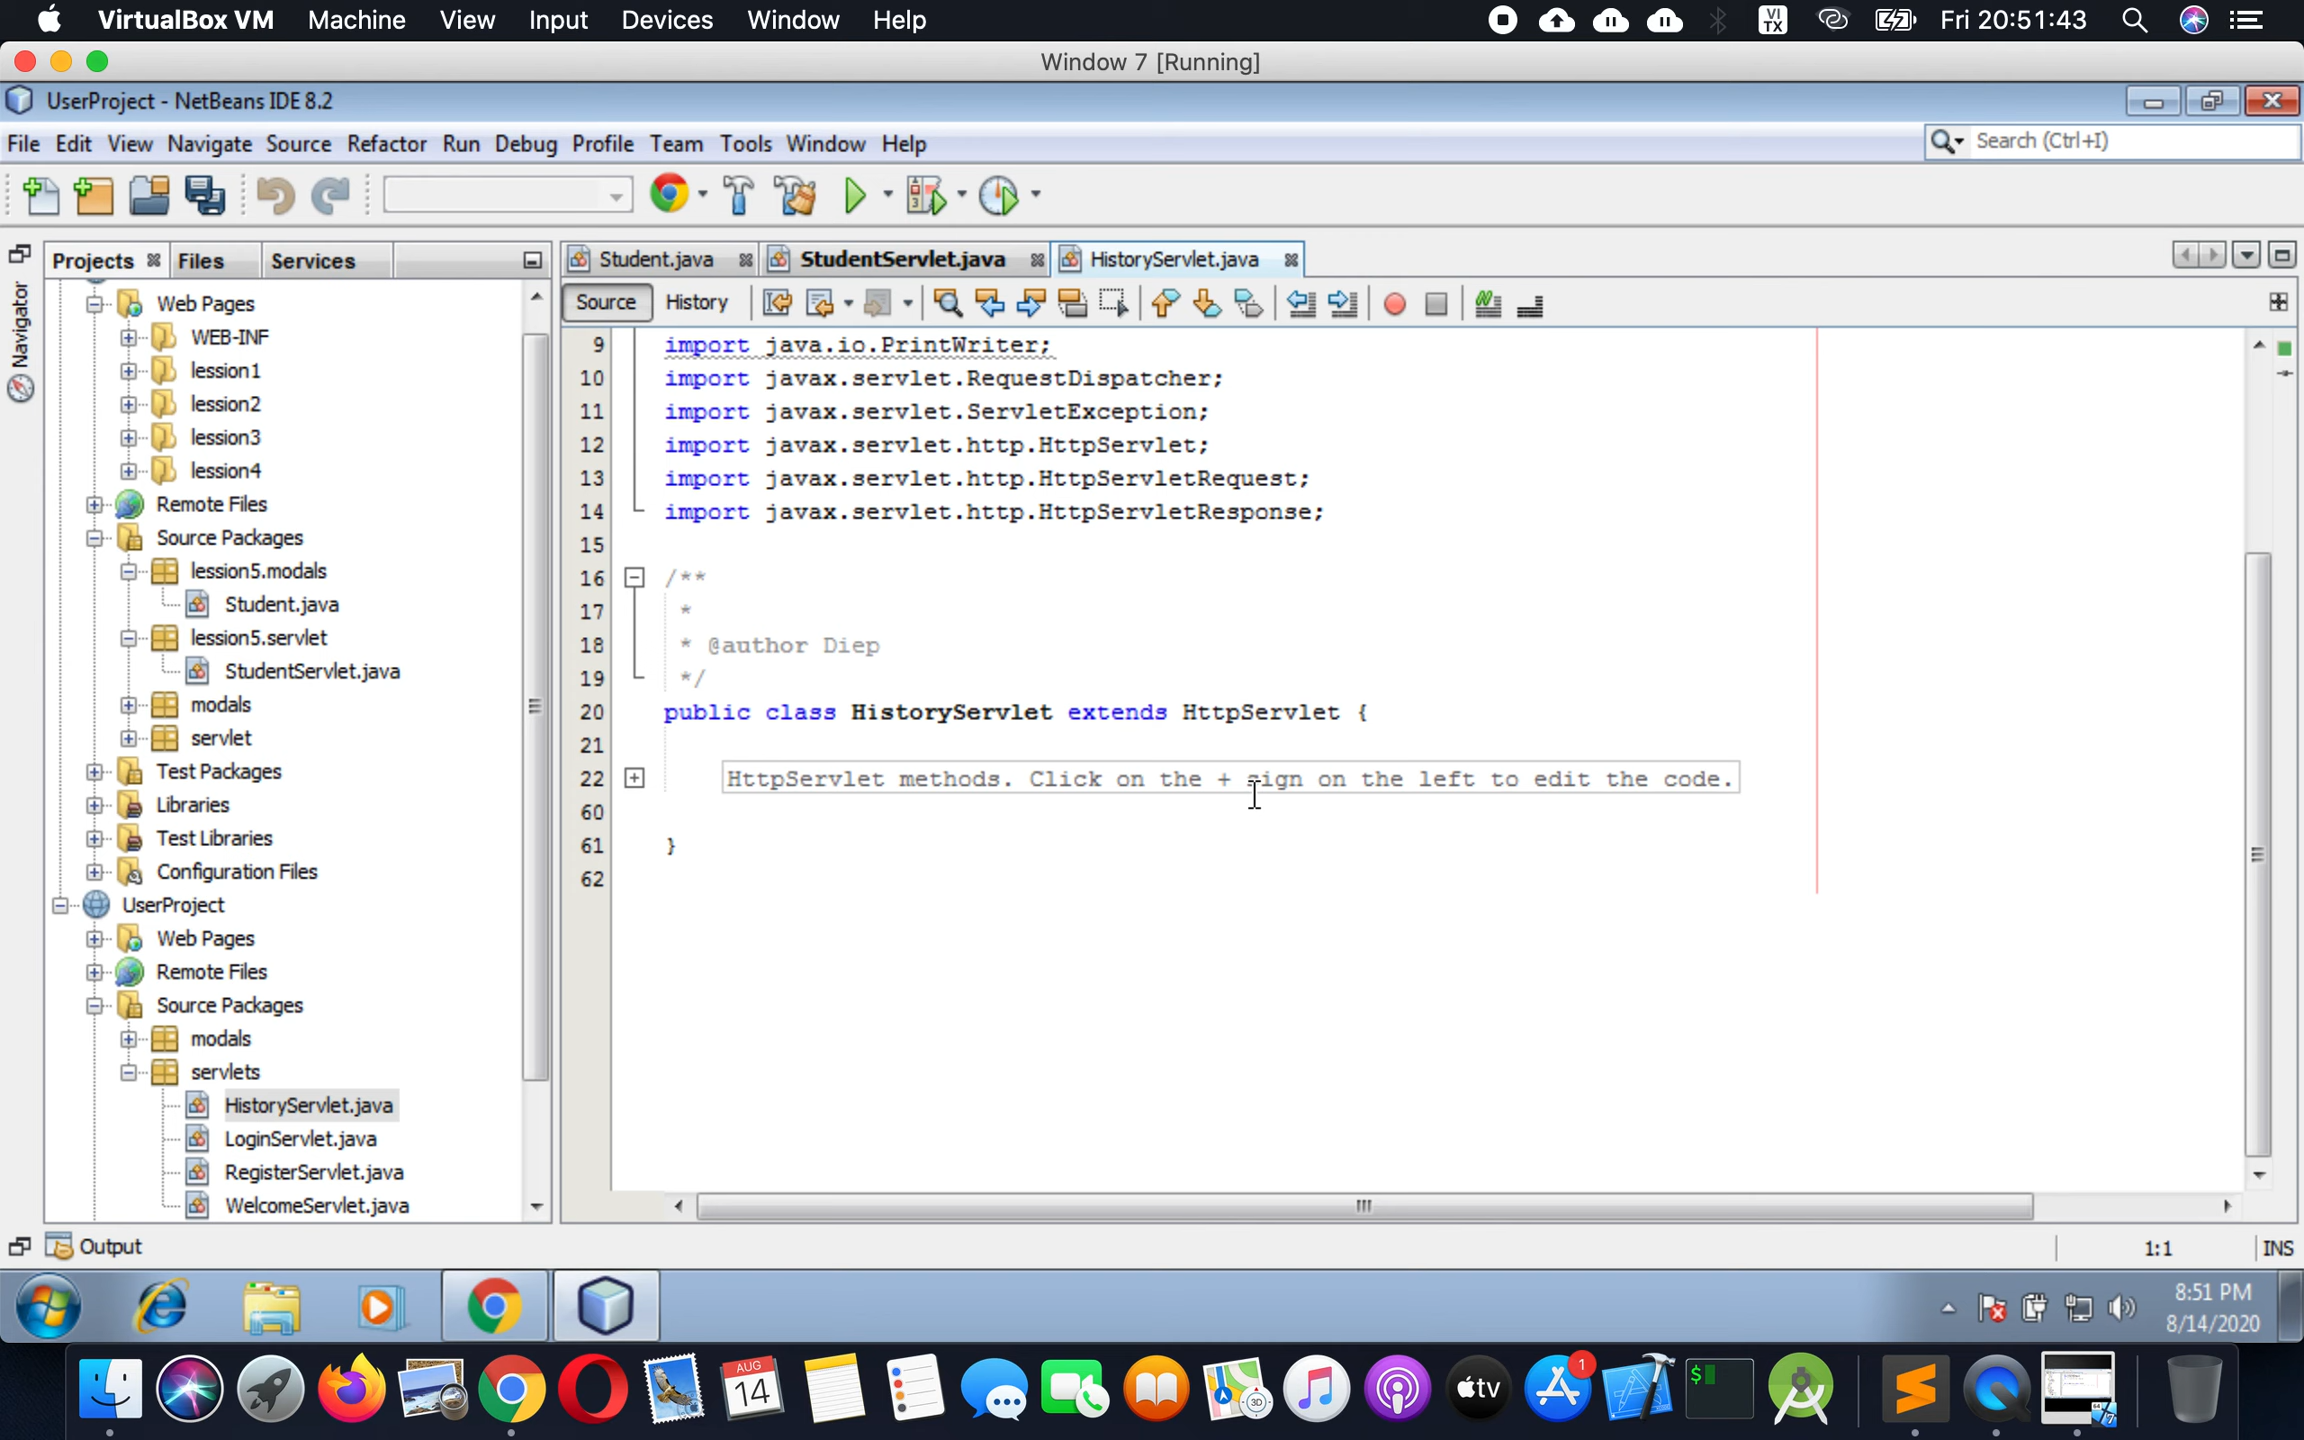 VirtualBox VM Machine View Input Devices Window Help VI TX Fri 20:51:43
Window 7 [Running]
UserProject - NetBeans IDE 8.2
File Edit View Navigate Source Refactor Run Debug Profile Team Tools Window Help Search (Ctrl+I)
Projects Files Services
Student.java StudentServlet.java HistoryServlet.java
Source History
Navigator
Web Pages
WEB-INF
lession1
lession2
lession3
lession4
Remote Files
Source Packages
lession5.modals
Student.java
lession5.servlet
StudentServlet.java
modals
servlet
Test Packages
Libraries
Test Libraries
Configuration Files
UserProject
Web Pages
Remote Files
Source Packages
modals
servlets
HistoryServlet.java
LoginServlet.java
RegisterServlet.java
WelcomeServlet.java
9 import java.io.PrintWriter;
10 import javax.servlet.RequestDispatcher;
11 import javax.servlet.ServletException;
12 import javax.servlet.http.HttpServlet;
13 import javax.servlet.http.HttpServletRequest;
14 import javax.servlet.http.HttpServletResponse;
15
16 /**
17 *
18 * @author Diep
19 */
20 public class HistoryServlet extends HttpServlet {
21
22 HttpServlet methods. Click on the + sign on the left to edit the code.
60
61 }
62
Output 1:1 INS
8:51 PM
8/14/2020
AUG
14
3D
tv
1
$